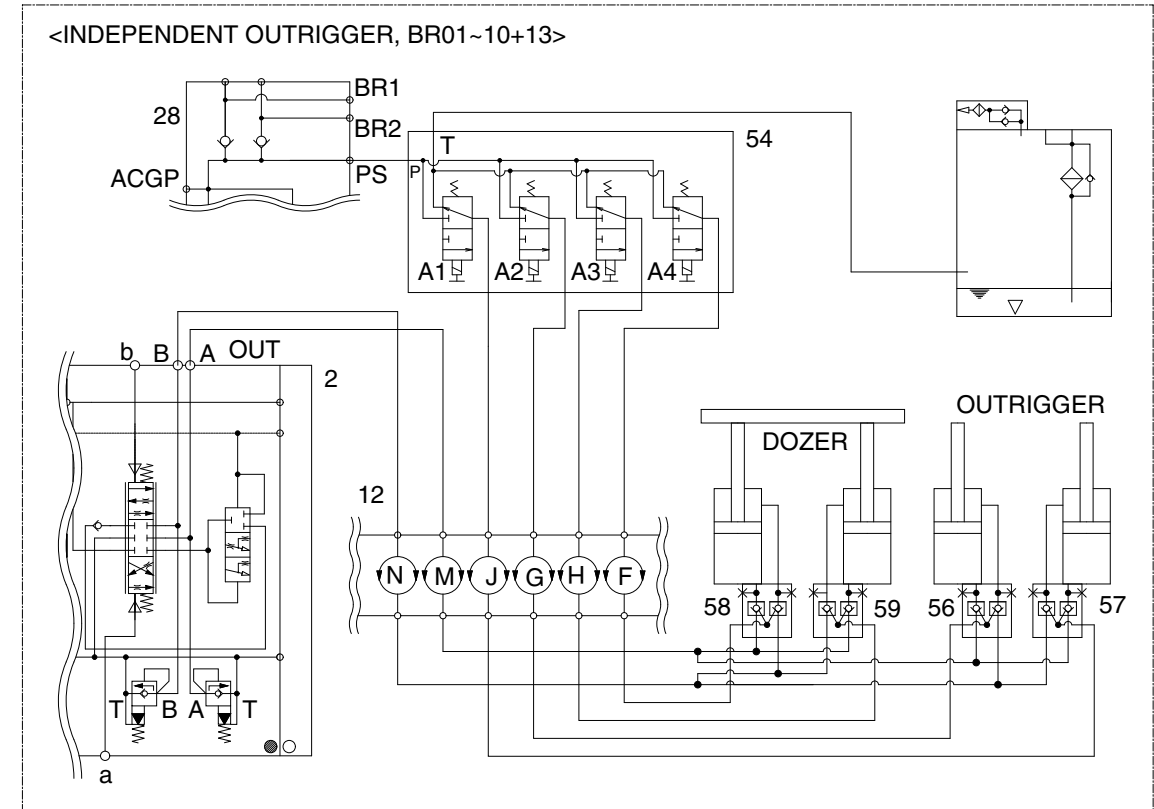 <INDEPENDENT OUTRIGGER, BR01~10+13>
BR1
28
BR2
T
54
ACGP
PS
P
A1 A2 A3 A4
b B A OUT
2
OUTRIGGER
DOZER
12
N M J G H F
58 59 56 57
T B A T
a